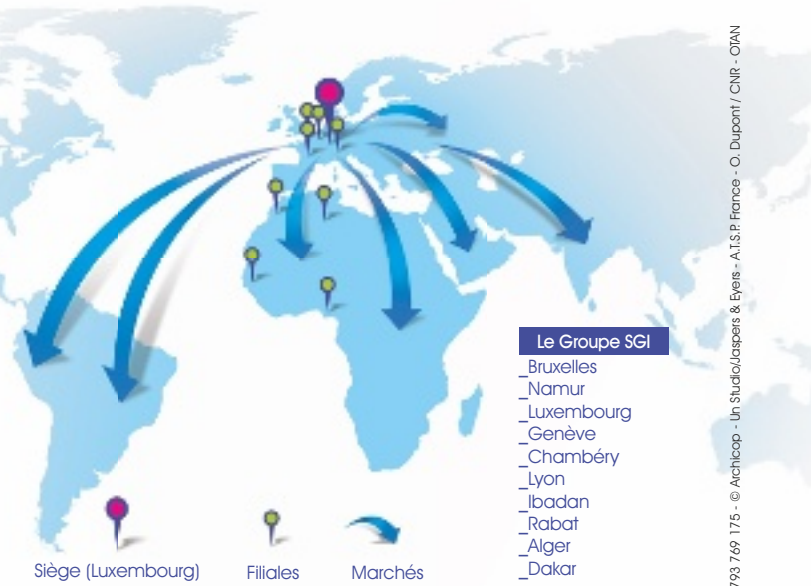 Le Groupe SGI
_Bruxelles
_Namur
_Luxembourg
_Genève
_Chambéry
_Lyon
_Ibadan
_Rabat
_Alger
_Dakar
Siège (Luxembourg)
Filiales
Marchés
793 769 175 - © Archicop - Un Studio/Jaspers & Eyers - A.T.S.P. France - O. Dupont / CNR - OTAN